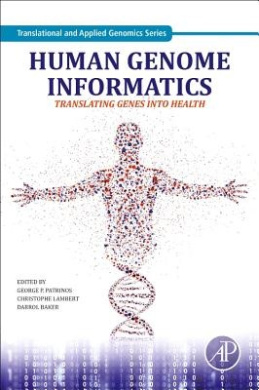 Translational and Applied Genomics Series
HUMAN GENOME
INFORMATICS
TRANSLATING GENES INTO HEALTH
EDITED BY
GEORGE P. PATRINOS
CHRISTOPHE LAMBERT
DARROL BAKER
AP